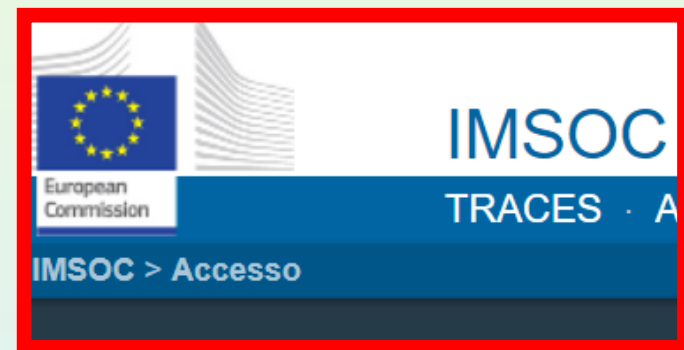 IMSOC
European
Commission
TRACES · A
IMSOC > Accesso